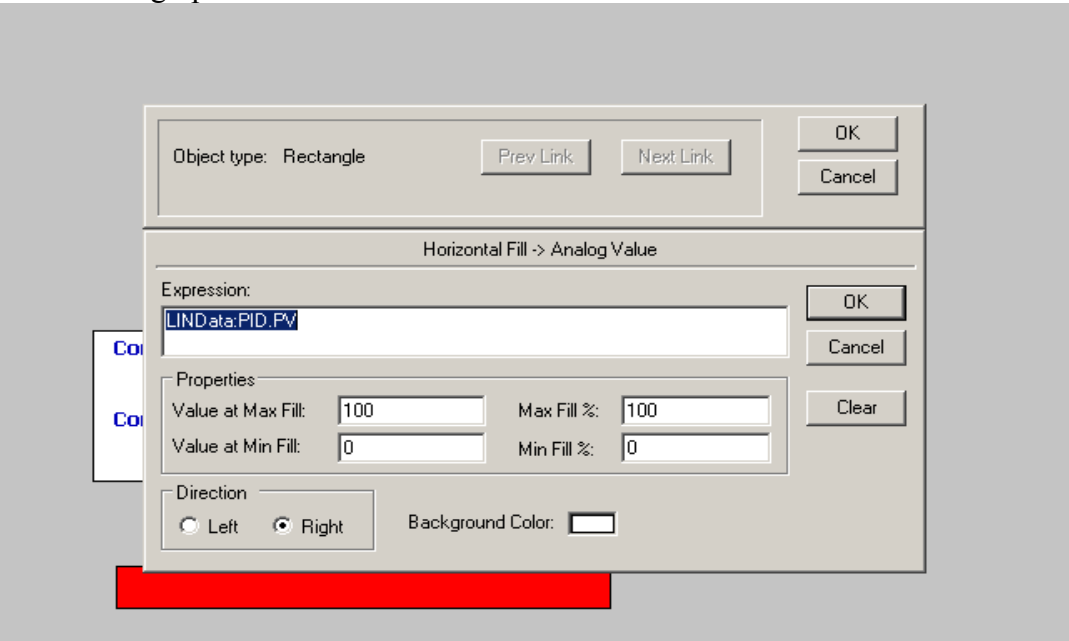 Object type: Rectangle
Prev Link
Next Link
OK
Cancel
Horizontal Fill -> Analog Value
Expression:
LINData:PID.PV
OK
Cancel
Clear
Properties
Value at Max Fill: 100 Max Fill %: 100
Value at Min Fill: 0 Min Fill %: 0
Direction
Left Right
Background Color: